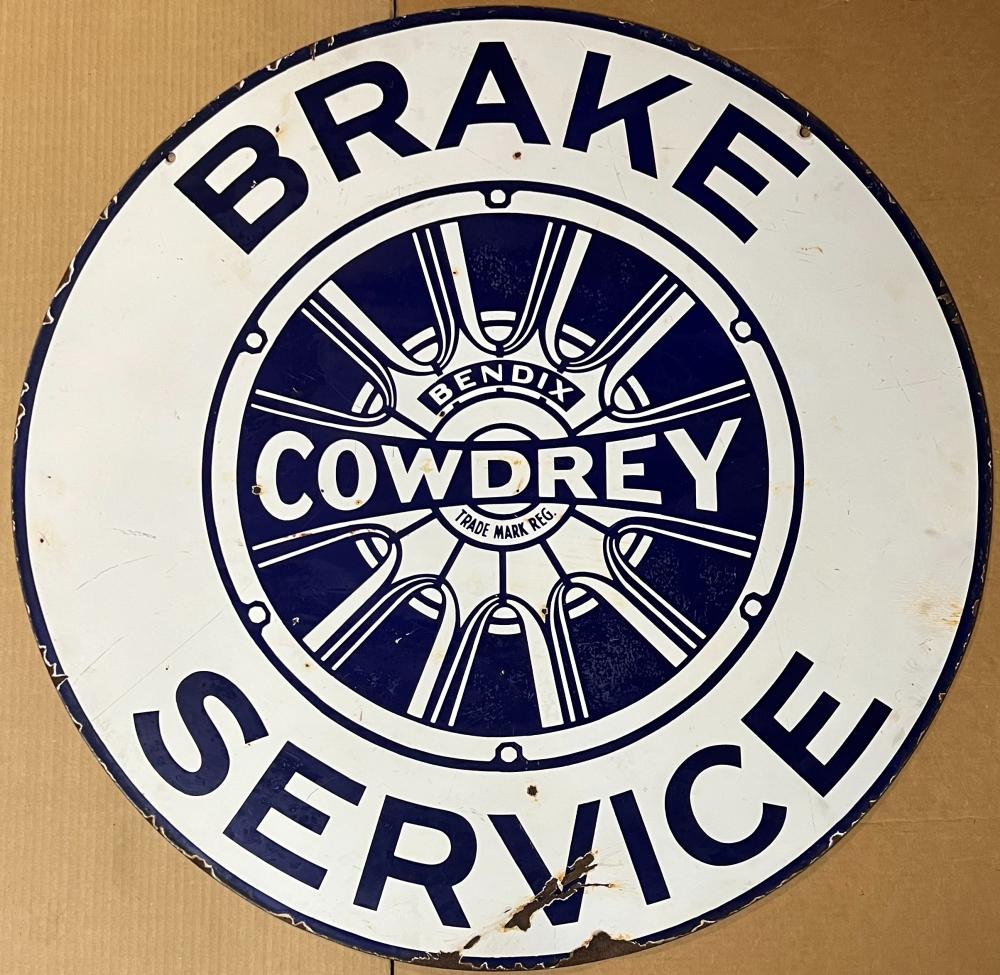 BRAKE
BENDIX
COWDREY
TRADE MARK REG.
SERVICE